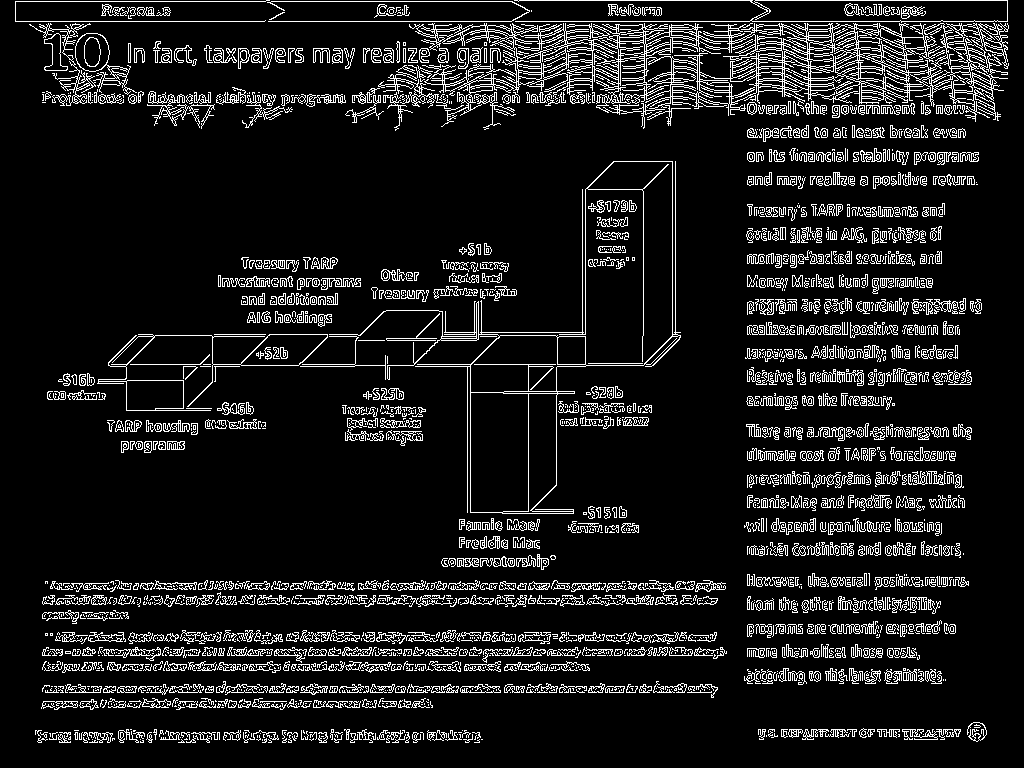 Response Cost Reform Challenges
10 In fact, taxpayers may realize a gain.
Projections of financial stability program returns/costs, based on latest estimates
Overall, the government is now
expected to at least break even
on its financial stability programs
and may realize a positive return.
Treasury's TARP investments and
overall stake in AIG, purchase of
mortgage-backed securities, and
Money Market Fund guarantee
program are each currently expected to
realize an overall positive return for
taxpayers. Additionally, the Federal
Reserve is remitting significant excess
earnings to the Treasury.
There are a range of estimates on the
ultimate cost of TARP's foreclosure
prevention programs and stabilizing
Fannie Mae and Freddie Mac, which
will depend upon future housing
market conditions and other factors.
However, the overall positive returns
from the other financial stability
programs are currently expected to
more than offset those costs,
according to the latest estimates.
+$179b
Federal
Reserve
excess
earnings**
+$1b
Treasury money
market fund
guarantee program
Treasury TARP
investment programs
and additional
AIG holdings
Other
Treasury
+$2b
-$16b
CBO estimate
-$46b
OMB estimate
TARP housing
programs
+$25b
Treasury Mortgage-
Backed Securities
Purchase Program
-$28b
OMB projection of net
cost through FY2022
-$151b
Current net cost
Fannie Mae/
Freddie Mac
conservatorship*
Source: Treasury, Office of Management and Budget. See Notes for further details on calculations.
U.S. DEPARTMENT OF THE TREASURY